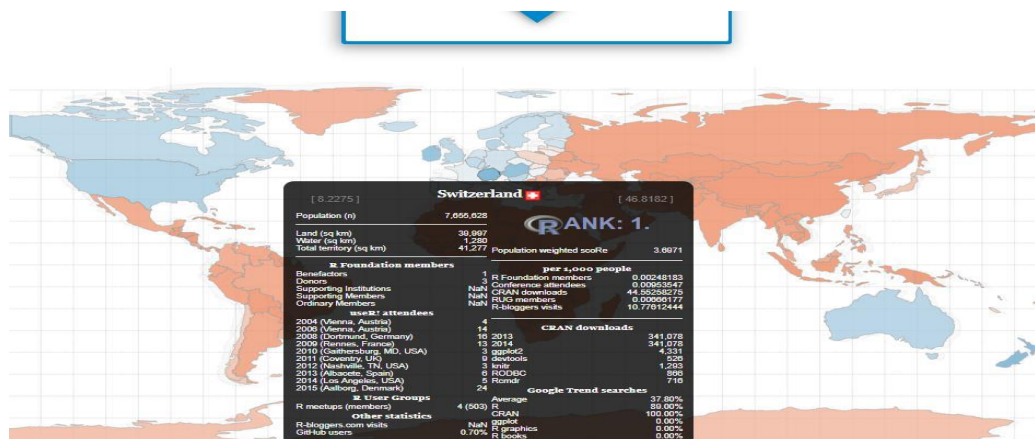 Switzerland
[ 8.2275 ]
[ 46.8182 ]
Population (n) 7,666,628
Land (sq km) 39,997
Water (sq km) 1,280
Total territory (sq km) 41,277
R Foundation members
Benefactors 1
Donors 3
Supporting Institutions NaN
Supporting Members NaN
Ordinary Members NaN
useR! attendees
2004 (Vienna, Austria) 4
2006 (Vienna, Austria) 14
2008 (Dortmund, Germany) 16
2009 (Rennes, France) 13
2010 (Gaithersburg, MD, USA) 3
2011 (Coventry, UK) 9
2012 (Nashville, TN, USA) 3
2013 (Albacete, Spain) 6
2014 (Los Angeles, USA) 5
2015 (Aalborg, Denmark) 24
R User Groups
R meetups (members) 4 (503)
Other statistics
R-bloggers.com visits NaN
GitHub users 0.70%
RANK: 1.
Population weighted scoRe 3.6971
per 1,000 people
R Foundation members 0.00248183
Conference attendees 0.00953547
CRAN downloads 44.55258275
RUG members 0.00666177
R-bloggers visits 10.77612444
CRAN downloads
2013 341,078
2014 341,078
ggplot2 4,331
devtools 526
knitr 1,293
RODBC 866
Rcmdr 716
Google Trend searches
Average 37.80%
R 89.00%
CRAN 100.00%
ggplot 0.00%
R graphics 0.00%
R books 0.00%